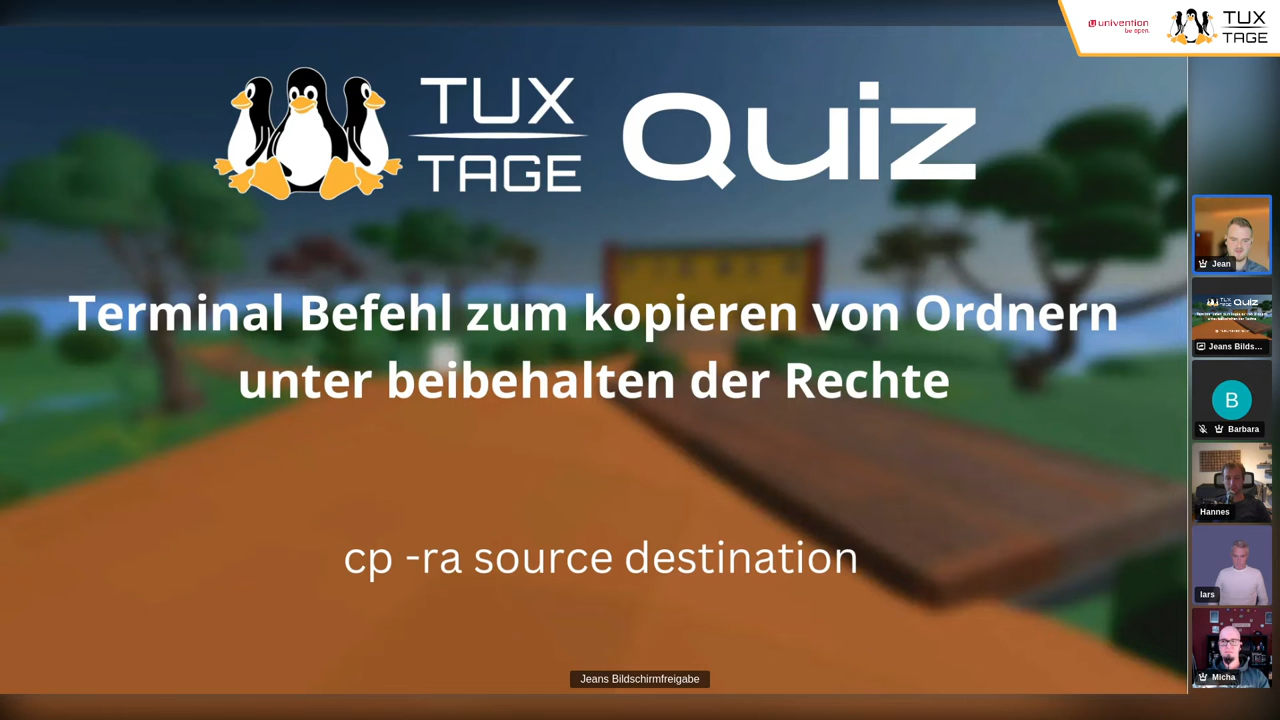 univention
be open.
TUX
TAGE
TUX
TAGE
Quiz
Terminal Befehl zum kopieren von Ordnern
unter beibehalten der Rechte
cp -ra source destination
Jeans Bildschirmfreigabe
Jean
Jeans Bilds...
B
Barbara
Hannes
lars
Micha